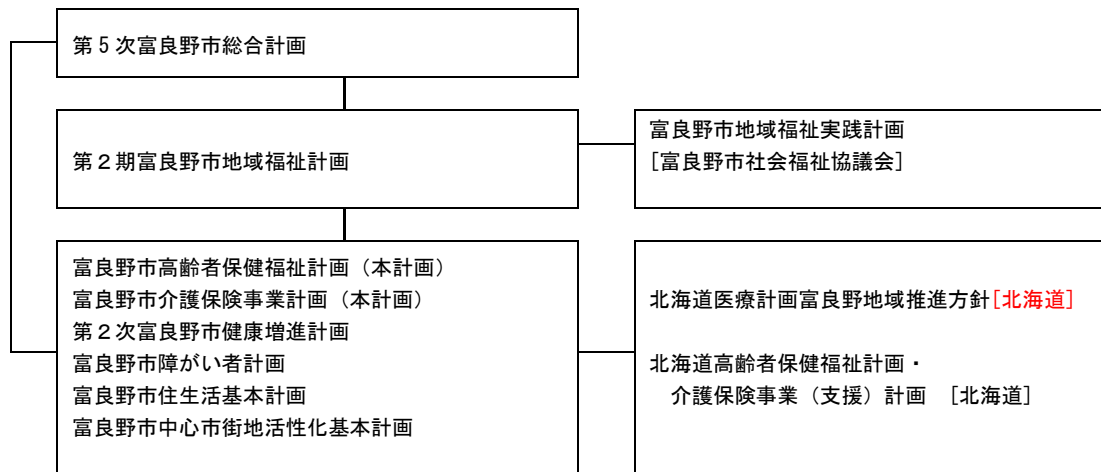 第5次富良野市総合計画
第２期富良野市地域福祉計画
富良野市地域福祉実践計画
[富良野市社会福祉協議会]
富良野市高齢者保健福祉計画（本計画）
富良野市介護保険事業計画（本計画）
第２次富良野市健康増進計画
富良野市障がい者計画
富良野市住生活基本計画
富良野市中心市街地活性化基本計画
北海道医療計画富良野地域推進方針[北海道]
北海道高齢者保健福祉計画・
介護保険事業（支援）計画　[北海道]